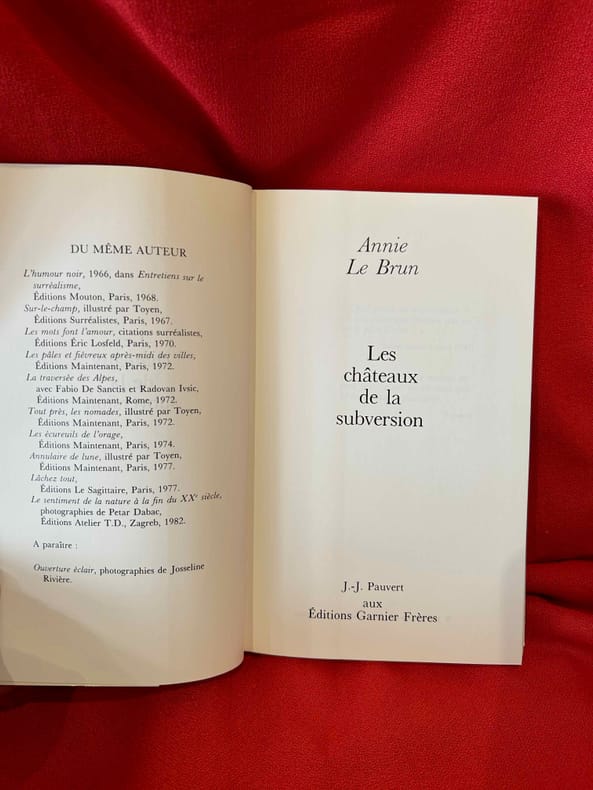 DU MÊME AUTEUR
L'humour noir, 1966, dans Entretiens sur le
surréalisme,
Éditions Mouton, Paris, 1968.
Sur-le-champ, illustré par Toyen,
Éditions Surréalistes, Paris, 1967.
Les mots font l'amour, citations surréalistes,
Éditions Éric Losfeld, Paris, 1970.
Les pâles et fiévreux après-midi des villes,
Éditions Maintenant, Paris, 1972.
La traversée des Alpes,
avec Fabio De Sanctis et Radovan Ivsic,
Éditions Maintenant, Rome, 1972.
Tout près, les nomades, illustré par Toyen,
Éditions Maintenant, Paris, 1972.
Les écureuils de l'orage,
Éditions Maintenant, Paris, 1974.
Annulaire de lune, illustré par Toyen,
Éditions Maintenant, Paris, 1977.
Lâchez tout,
Éditions Le Sagittaire, Paris, 1977.
Le sentiment de la nature à la fin du XXe siècle,
photographies de Petar Dabac,
Éditions Atelier T.D., Zagreb, 1982.
A paraître :
Ouverture éclair, photographies de Josseline
Rivière.
Annie
Le Brun
Les
châteaux
de la
subversion
J.-J. Pauvert
aux
Éditions Garnier Frères